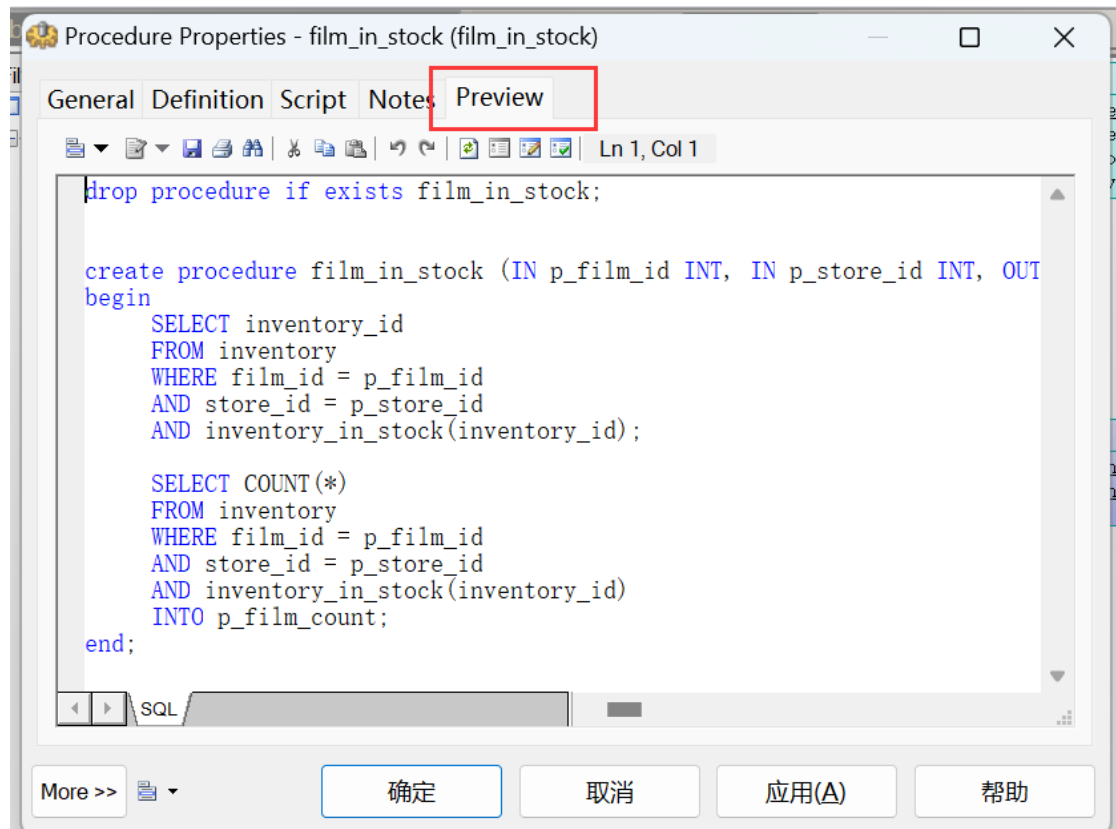 Procedure Properties - film_in_stock (film_in_stock)
General Definition Script Notes Preview
Ln 1, Col 1
drop procedure if exists film_in_stock;
create procedure film_in_stock (IN p_film_id INT, IN p_store_id INT, OUT
begin
SELECT inventory_id
FROM inventory
WHERE film_id = p_film_id
AND store_id = p_store_id
AND inventory_in_stock(inventory_id);
SELECT COUNT(*)
FROM inventory
WHERE film_id = p_film_id
AND store_id = p_store_id
AND inventory_in_stock(inventory_id)
INTO p_film_count;
end;
SQL
More >> 确定 取消 应用(A) 帮助